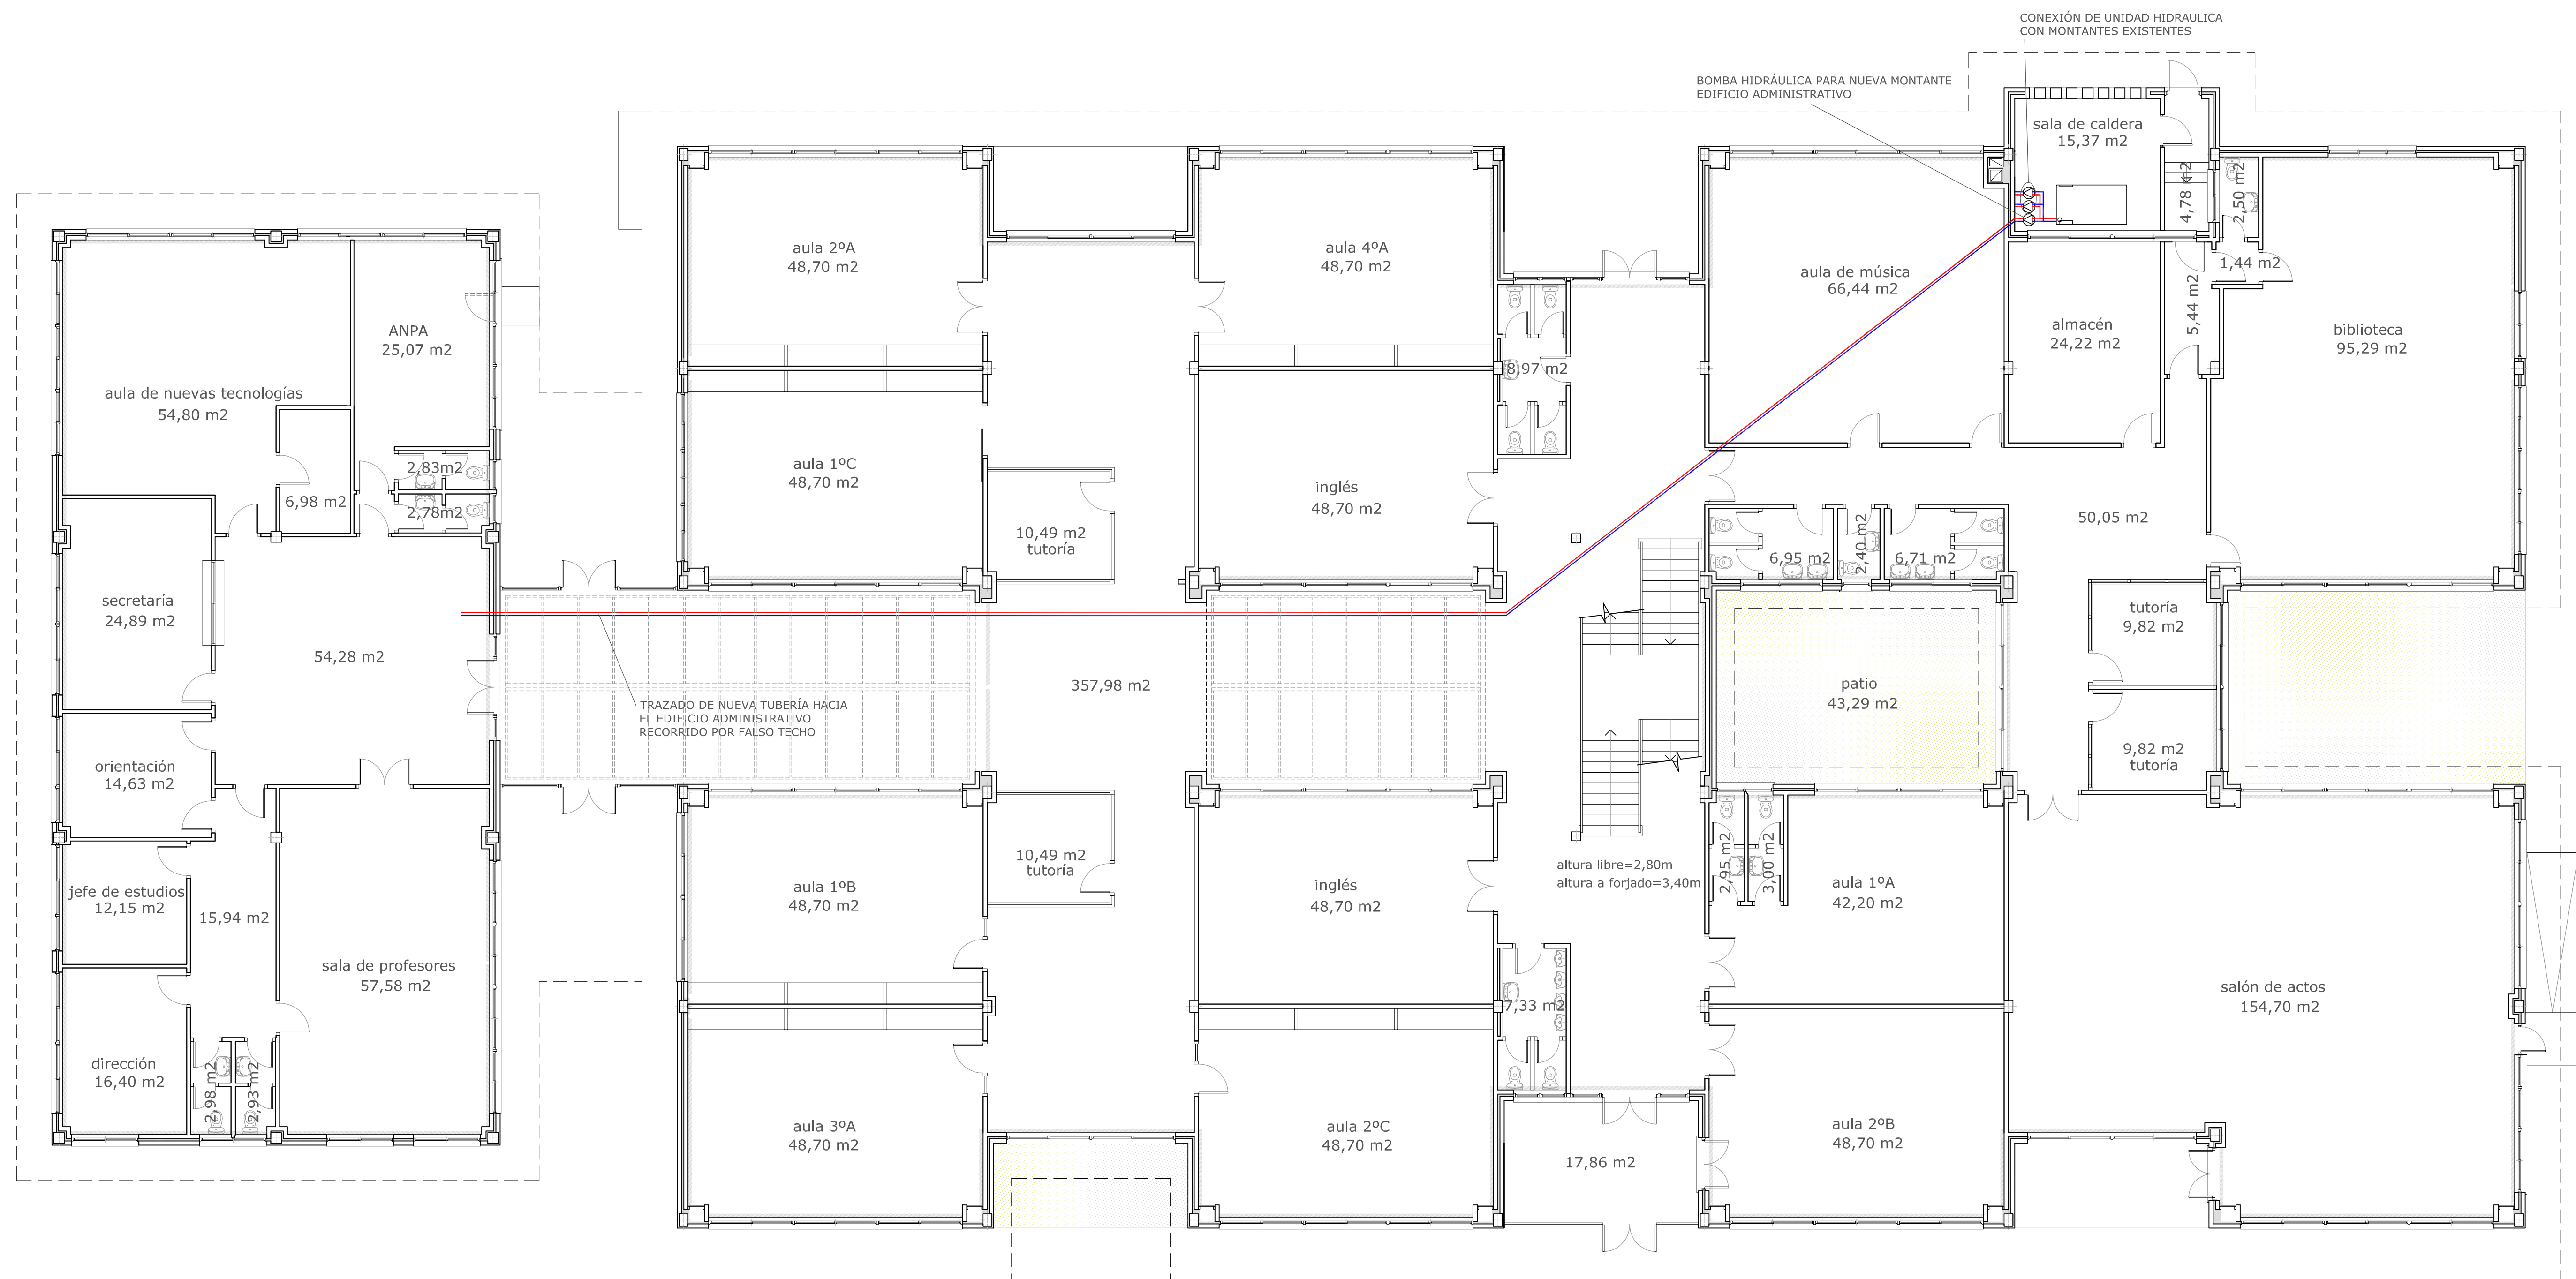 CONEXIÓN DE UNIDAD HIDRAULICA
CON MONTANTES EXISTENTES
BOMBA HIDRÁULICA PARA NUEVA MONTANTE
EDIFICIO ADMINISTRATIVO
sala de caldera
15,37 m2
4,78 m2
2,50 m2
1,44 m2
5,44 m2
aula 2ºA
48,70 m2
aula 4ºA
48,70 m2
aula de música
66,44 m2
almacén
24,22 m2
biblioteca
95,29 m2
ANPA
25,07 m2
aula de nuevas tecnologías
54,80 m2
8,97 m2
2,83m2
6,98 m2
2,78m2
aula 1ºC
48,70 m2
inglés
48,70 m2
10,49 m2
tutoría
50,05 m2
6,95 m2
2,40 m2
6,71 m2
secretaría
24,89 m2
tutoría
9,82 m2
54,28 m2
357,98 m2
patio
43,29 m2
TRAZADO DE NUEVA TUBERÍA HACIA
EL EDIFICIO ADMINISTRATIVO
RECORRIDO POR FALSO TECHO
9,82 m2
tutoría
orientación
14,63 m2
10,49 m2
tutoría
altura libre=2,80m
altura a forjado=3,40m
2,95 m2
3,00 m2
aula 1ºA
42,20 m2
jefe de estudios
12,15 m2
15,94 m2
aula 1ºB
48,70 m2
inglés
48,70 m2
sala de profesores
57,58 m2
7,33 m2
salón de actos
154,70 m2
dirección
16,40 m2
2,98 m2
2,93 m2
aula 3ºA
48,70 m2
aula 2ºC
48,70 m2
17,86 m2
aula 2ºB
48,70 m2